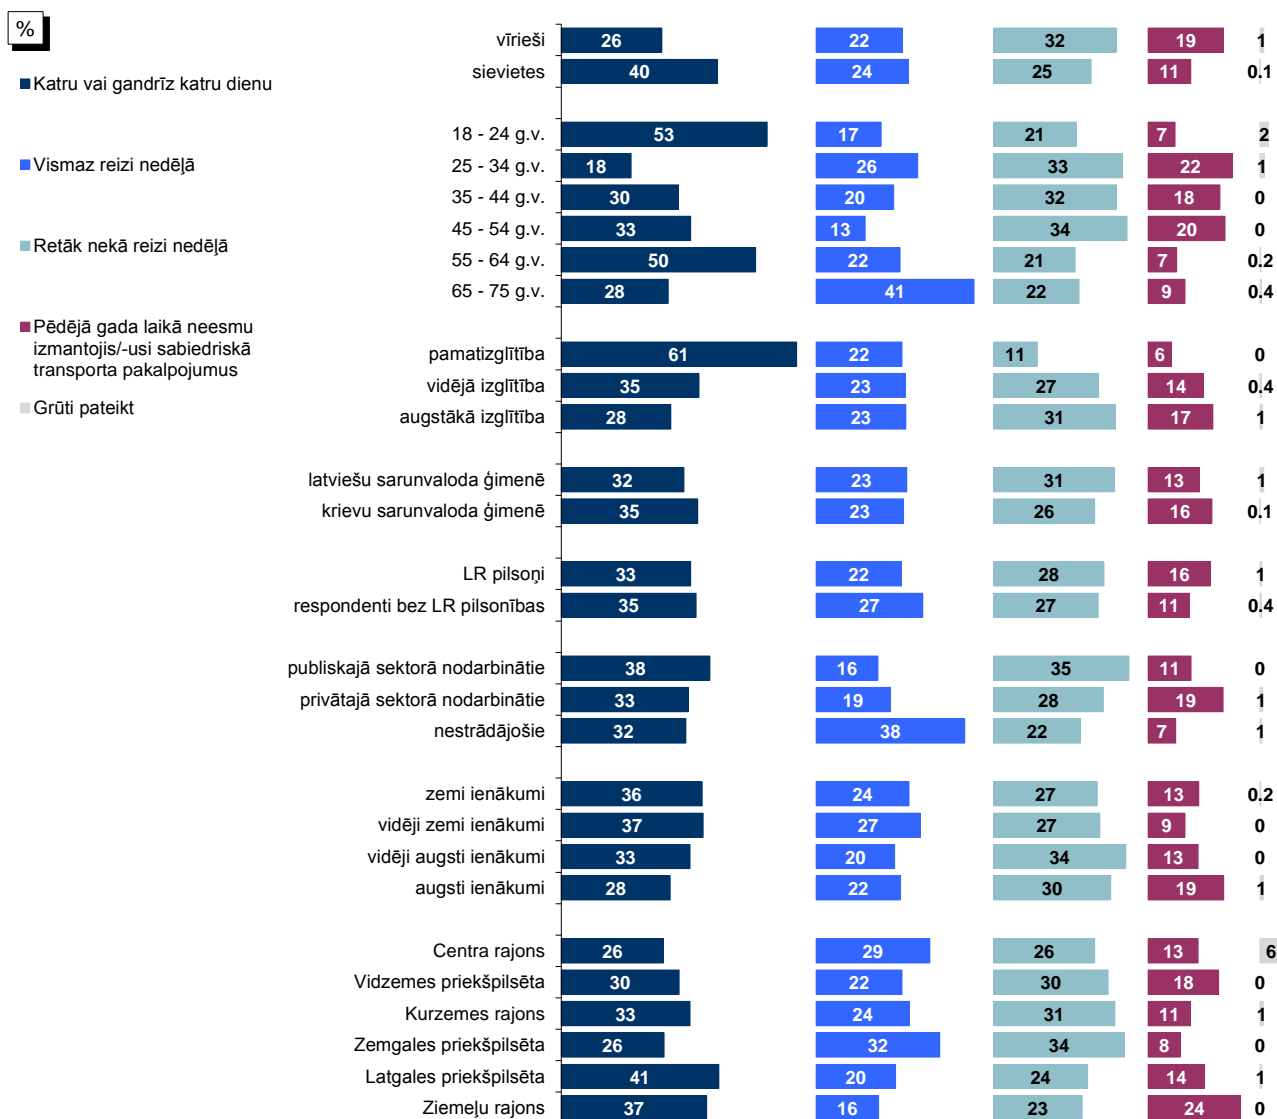 %
Katru vai gandrīz katru dienu
Vismaz reizi nedēļā
Retāk nekā reizi nedēļā
Pēdējā gada laikā neesmu
izmantojis/-usi sabiedriskā
transporta pakalpojumus
Grūti pateikt
vīrieši 26 22 32 19 1
sievietes 40 24 25 11 0.1
18 - 24 g.v. 53 17 21 7 2
25 - 34 g.v. 18 26 33 22 1
35 - 44 g.v. 30 20 32 18 0
45 - 54 g.v. 33 13 34 20 0
55 - 64 g.v. 50 22 21 7 0.2
65 - 75 g.v. 28 41 22 9 0.4
pamatizglītība 61 22 11 6 0
vidējā izglītība 35 23 27 14 0.4
augstākā izglītība 28 23 31 17 1
latviešu sarunvaloda ģimenē 32 23 31 13 1
krievu sarunvaloda ģimenē 35 23 26 16 0.1
LR pilsoņi 33 22 28 16 1
respondenti bez LR pilsonības 35 27 27 11 0.4
publiskajā sektorā nodarbinātie 38 16 35 11 0
privātajā sektorā nodarbinātie 33 19 28 19 1
nestrādājošie 32 38 22 7 1
zemi ienākumi 36 24 27 13 0.2
vidēji zemi ienākumi 37 27 27 9 0
vidēji augsti ienākumi 33 20 34 13 0
augsti ienākumi 28 22 30 19 1
Centra rajons 26 29 26 13 6
Vidzemes priekšpilsēta 30 22 30 18 0
Kurzemes rajons 33 24 31 11 1
Zemgales priekšpilsēta 26 32 34 8 0
Latgales priekšpilsēta 41 20 24 14 1
Ziemeļu rajons 37 16 23 24 0